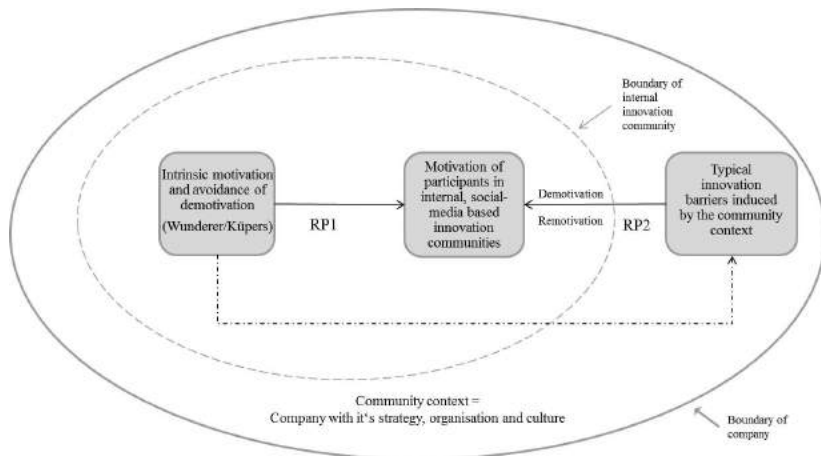 Boundary of
internal
innovation
community
Intrinsic motivation
and avoidance of
demotivation
(Wunderer/Küpers)
RP1
Motivation of
participants in
internal, social-
media based
innovation
communities
Demotivation
Remotivation
RP2
Typical
innovation
barriers induced
by the community
context
Community context =
Company with it‘s strategy, organisation and culture
Boundary of
company